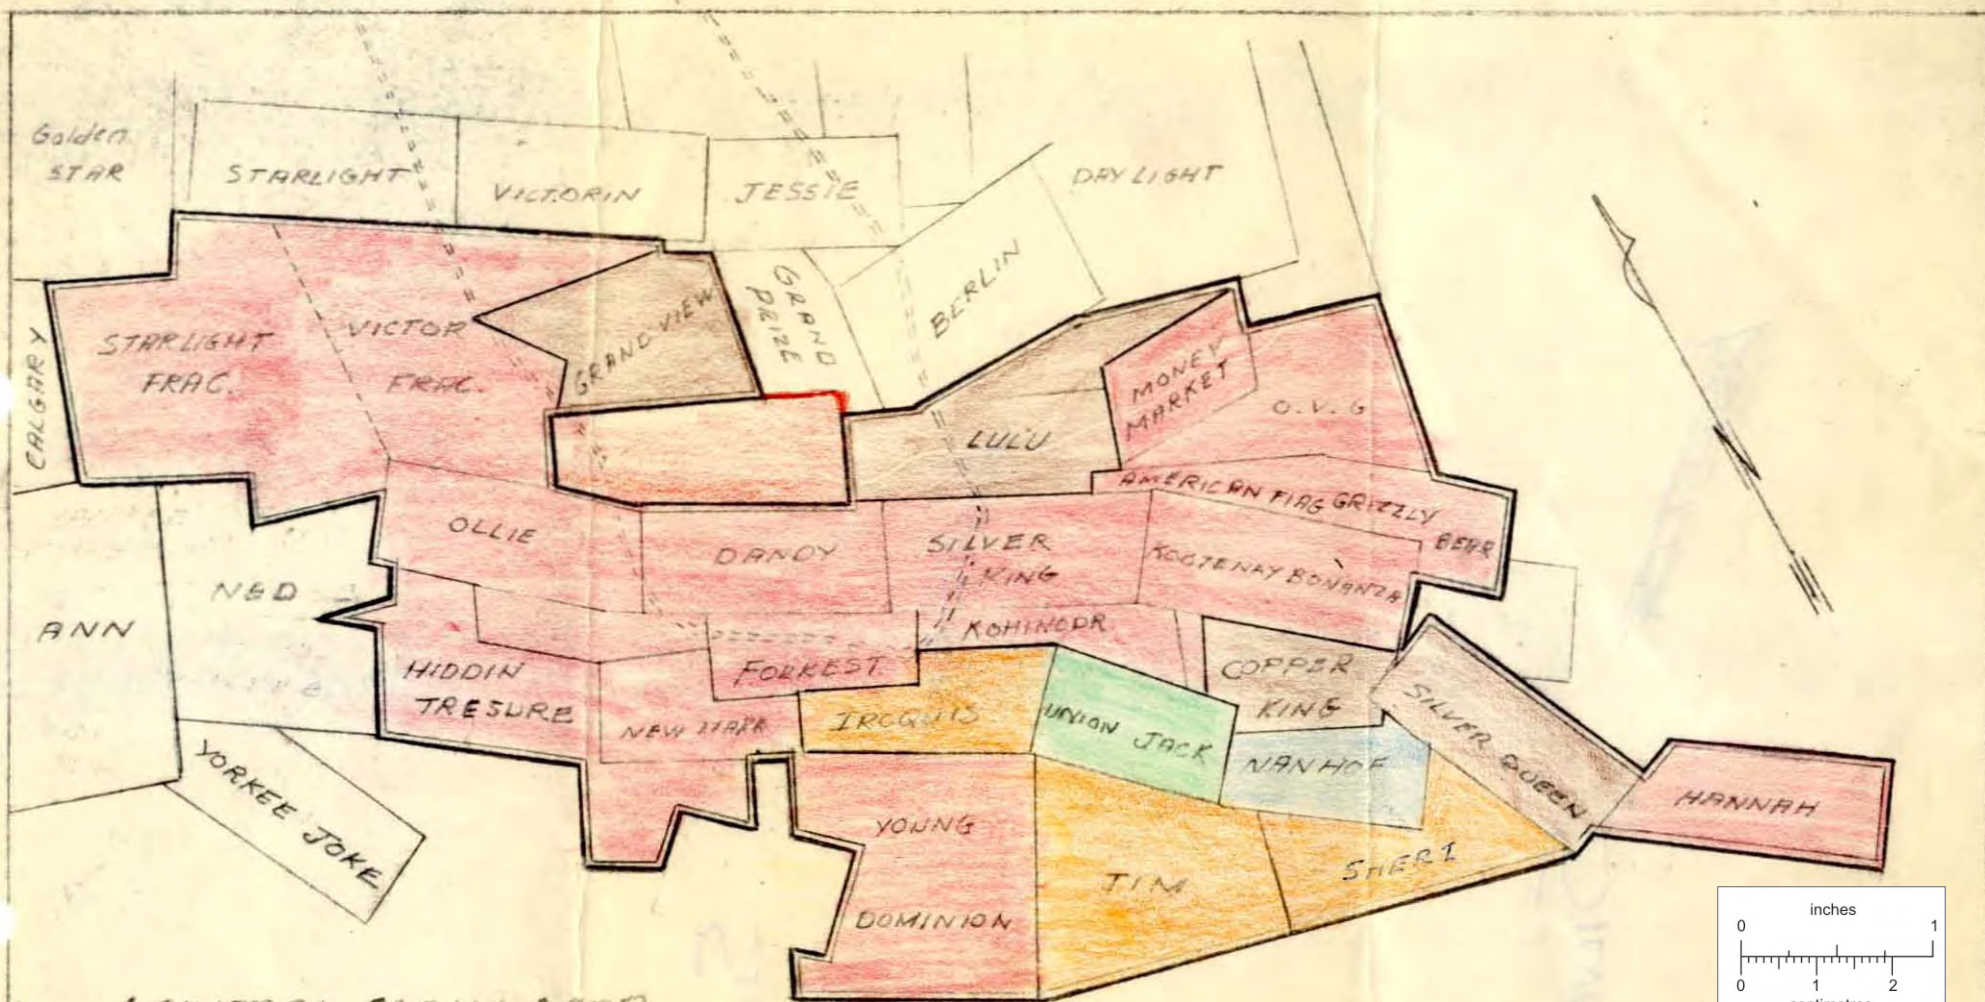 Golden
STAR
STARLIGHT
VICTORIN
JESSIE
DAY LIGHT
BERLIN
GRAND
PRIZE
GRAND VIEW
CALGARY
STARLIGHT
FRAC.
VICTOR
FRAC.
MONEY
MARKET
O.V.G
LULU
AMERICAN FLAG GRIZZLY
BEAR
OLLIE
DANDY
SILVER
KING
KOOTENAY BONANZA
NED
ANN
KOHINOOR
HIDDIN
TRESURE
FORREST
COPPER
KING
SILVER QUEEN
NEW
IROQUIS
UNION JACK
NANHOE
HANNAH
YORKEE JOKE
YOUNG
DOMINION
TIM
SHERI
inches
0 1
0 1 2